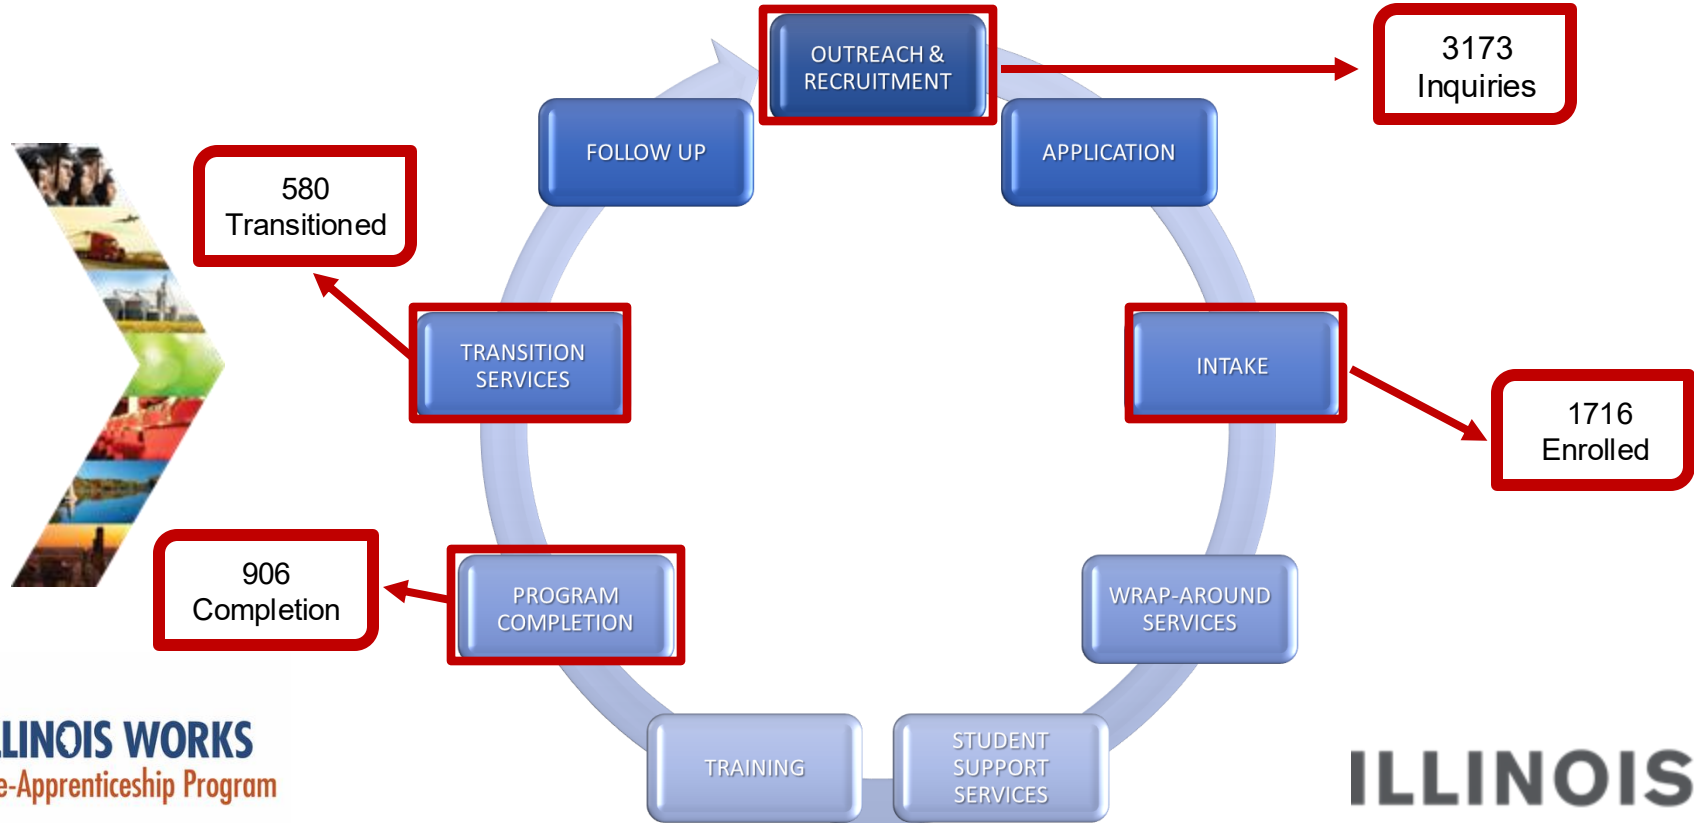 OUTREACH &
RECRUITMENT
3173
Inquiries
FOLLOW UP
APPLICATION
580
Transitioned
TRANSITION
SERVICES
INTAKE
1716
Enrolled
906
Completion
PROGRAM
COMPLETION
WRAP-AROUND
SERVICES
TRAINING
STUDENT
SUPPORT
SERVICES
LLINOIS WORKS
e-Apprenticeship Program
ILLINOIS